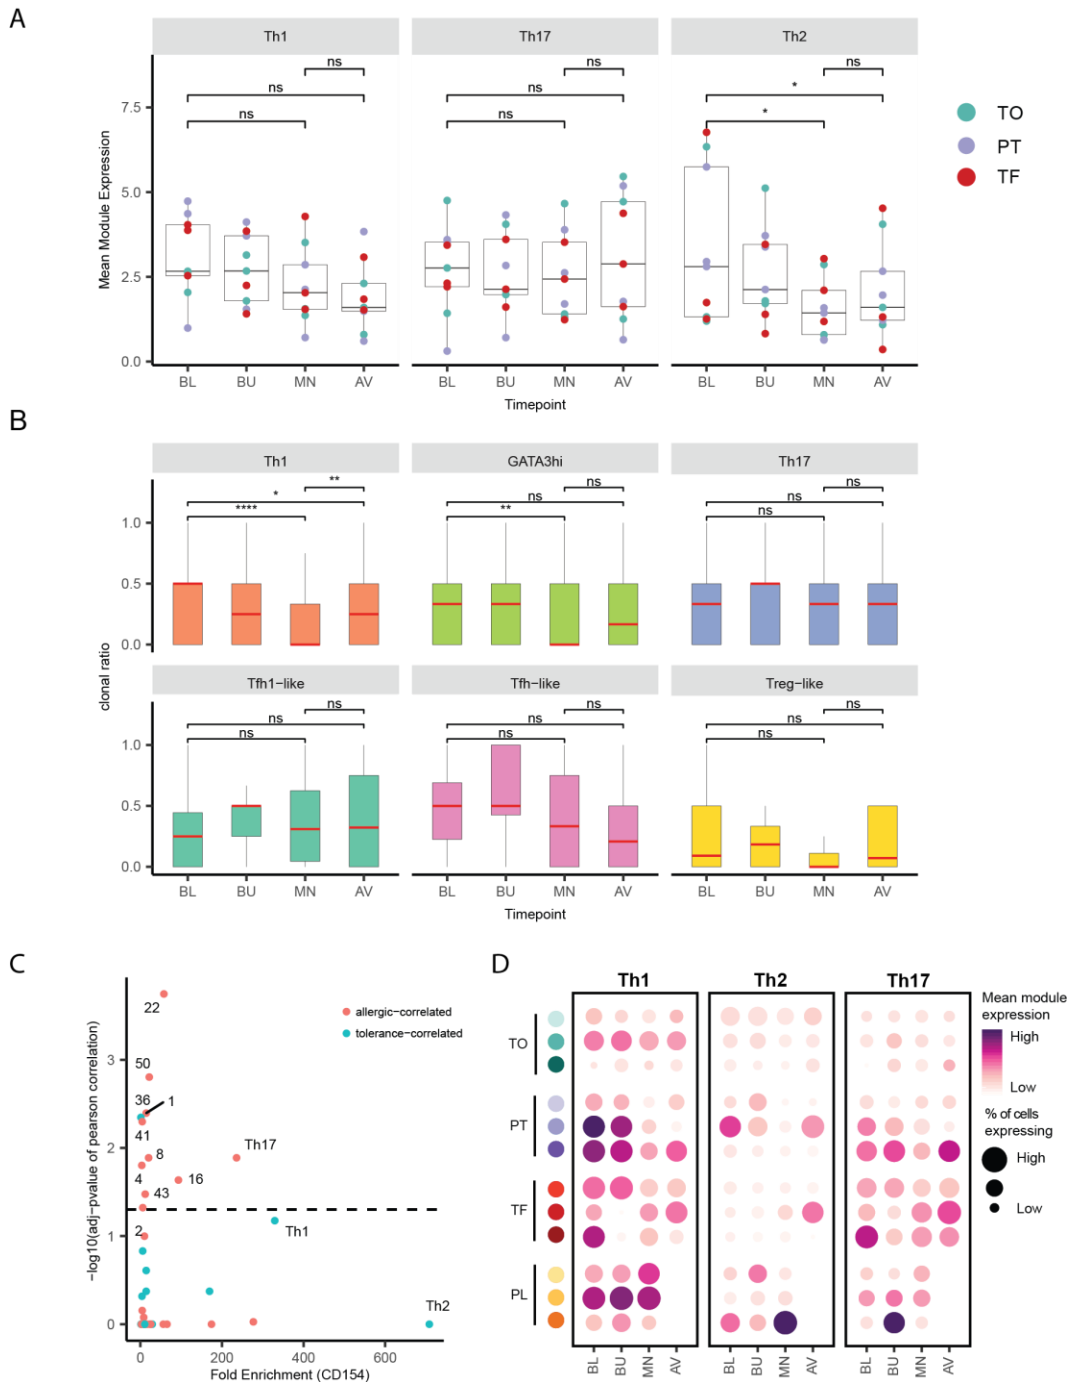 A
Th1
Th17
Th2
ns
ns
ns
ns
ns
ns
ns
*
*
TO
PT
TF
Mean Module Expression
7.5
5.0
2.5
0.0
BL BU MN AV
BL BU MN AV
BL BU MN AV
Timepoint
B
Th1
GATA3hi
Th17
**
*
****
ns
ns
**
ns
ns
ns
1.0
0.5
0.0
clonal ratio
Tfh1-like
Tfh-like
Treg-like
ns
ns
ns
ns
ns
ns
ns
ns
ns
1.0
0.5
0.0
BL BU MN AV
BL BU MN AV
BL BU MN AV
Timepoint
C
−log10(adj-pvalue of pearson correlation)
3
2
1
0
22
50
36
1
41
8
4
43
16
2
Th17
Th1
Th2
allergic-correlated
tolerance-correlated
0 200 400 600
Fold Enrichment (CD154)
D
Th1
Th2
Th17
TO
PT
TF
PL
BL BU MN AV
BL BU MN AV
BL BU MN AV
Mean module
expression
High
Low
% of cells
expressing
High
Low